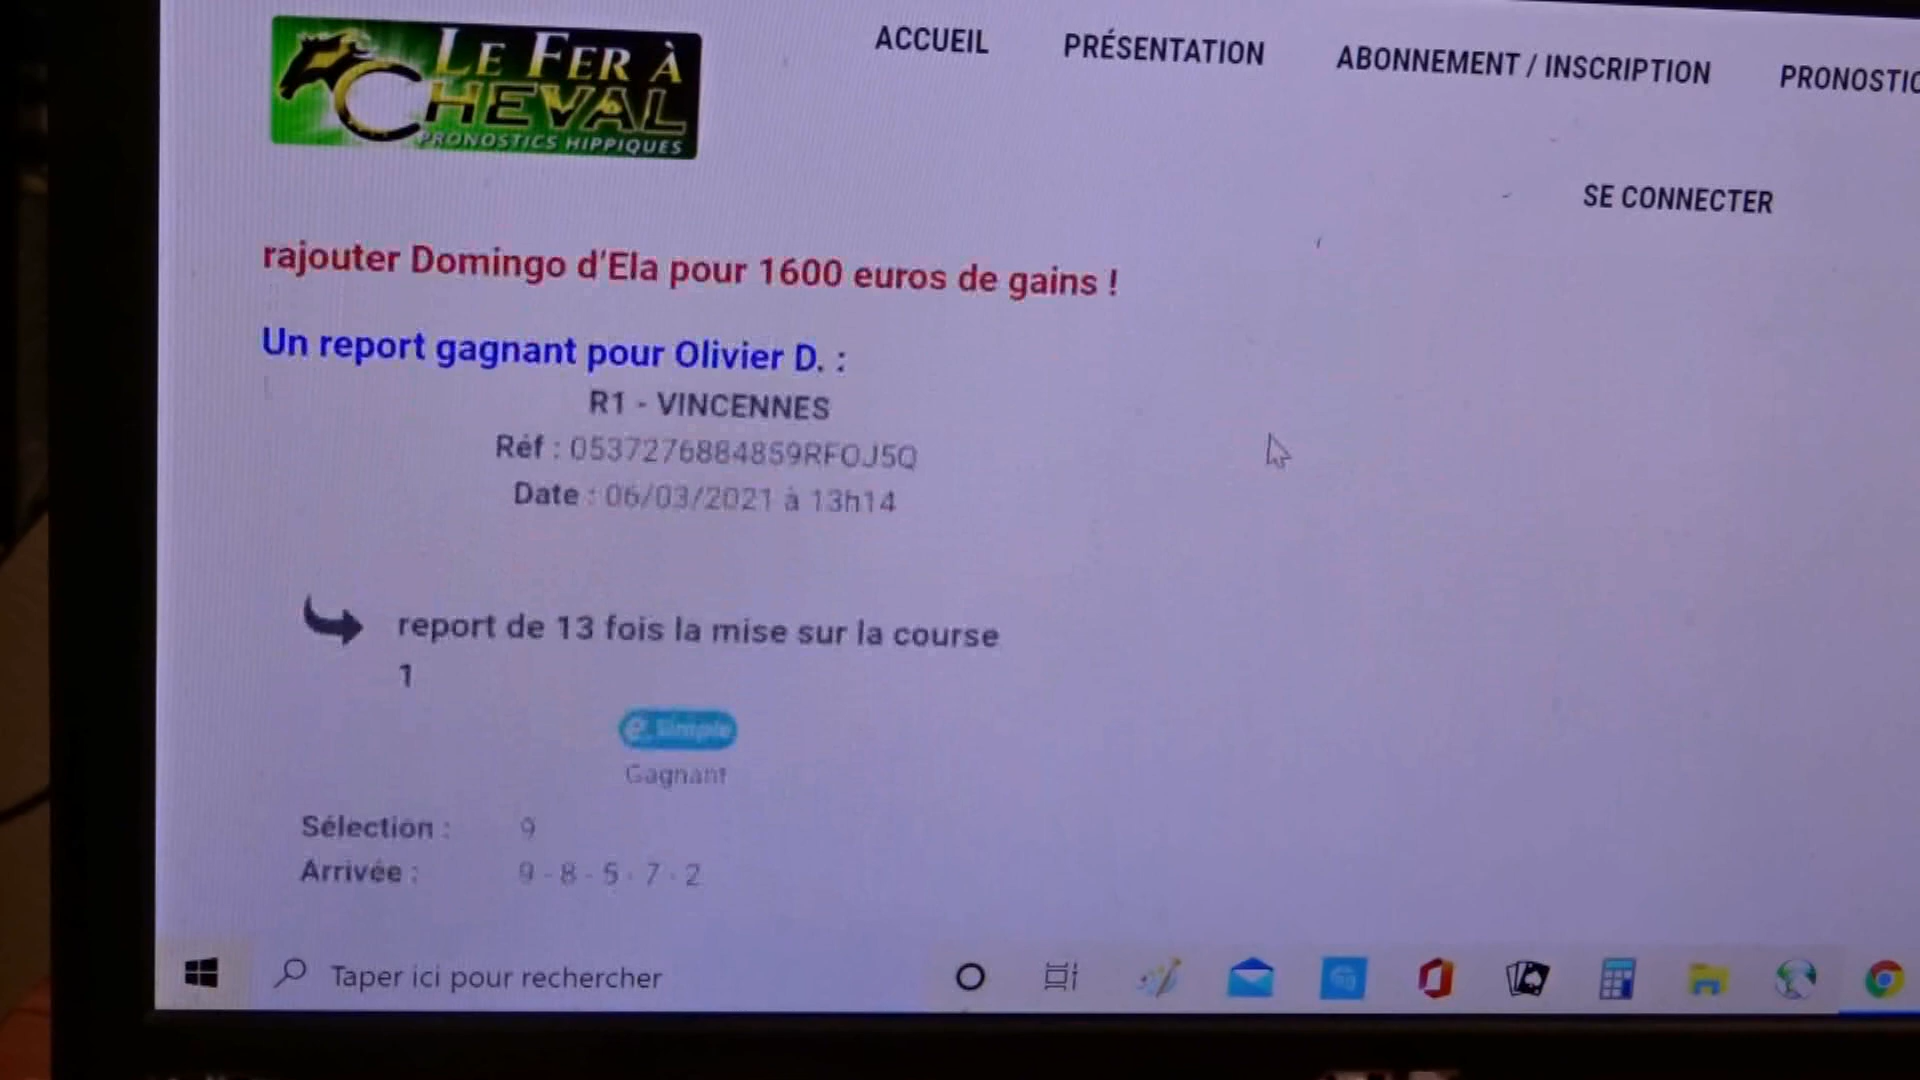 LE FER À
CHEVAL
PRONOSTICS HIPPIQUES
ACCUEIL
PRÉSENTATION
ABONNEMENT / INSCRIPTION
PRONOSTIC
SE CONNECTER
rajouter Domingo d'Ela pour 1600 euros de gains !
Un report gagnant pour Olivier D. :
R1 - VINCENNES
Réf : 0537276884859RFOJ5Q
Date : 06/03/2021 à 13h14
report de 13 fois la mise sur la course
1
e. Simple
Gagnant
Sélection : 9
Arrivée : 9 - 8 - 5 - 7 - 2
Taper ici pour rechercher